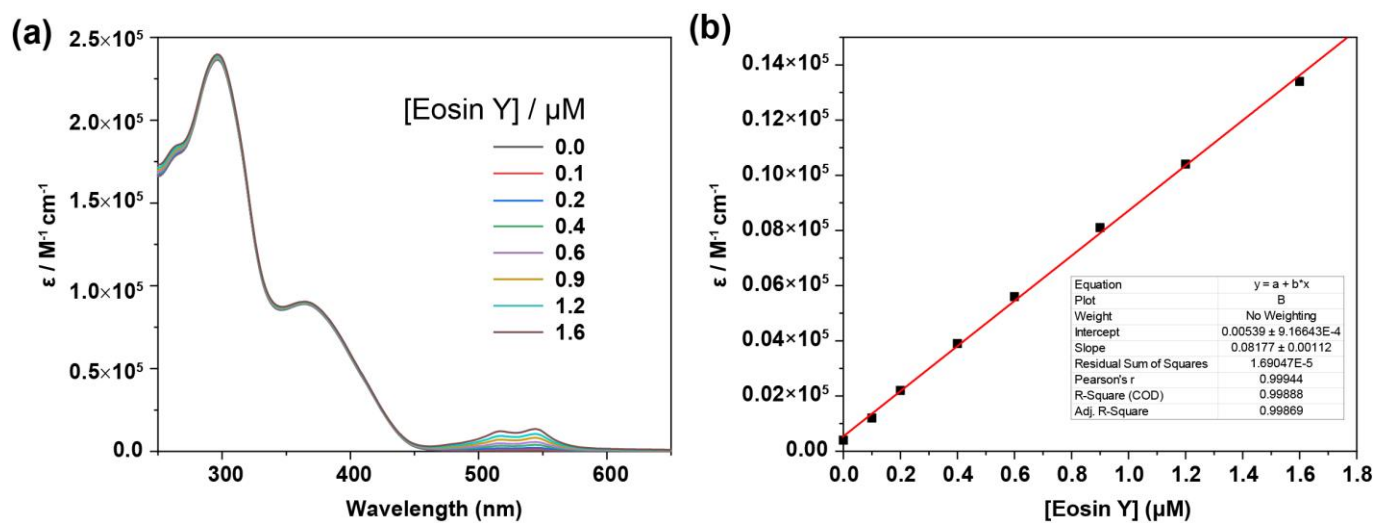 (a)
ε / M⁻¹ cm⁻¹
2.5×10⁵
2.0×10⁵
1.5×10⁵
1.0×10⁵
0.5×10⁵
0.0
300 400 500 600
Wavelength (nm)
[Eosin Y] / μM
0.0
0.1
0.2
0.4
0.6
0.9
1.2
1.6
(b)
ε / M⁻¹ cm⁻¹
0.14×10⁵
0.12×10⁵
0.10×10⁵
0.08×10⁵
0.06×10⁵
0.04×10⁵
0.02×10⁵
0.00
0.0 0.2 0.4 0.6 0.8 1.0 1.2 1.4 1.6 1.8
[Eosin Y] (μM)
Equation y = a + b*x
Plot B
Weight No Weighting
Intercept 0.00539 ± 9.16643E-4
Slope 0.08177 ± 0.00112
Residual Sum of Squares 1.69047E-5
Pearson's r 0.99944
R-Square (COD) 0.99888
Adj. R-Square 0.99869